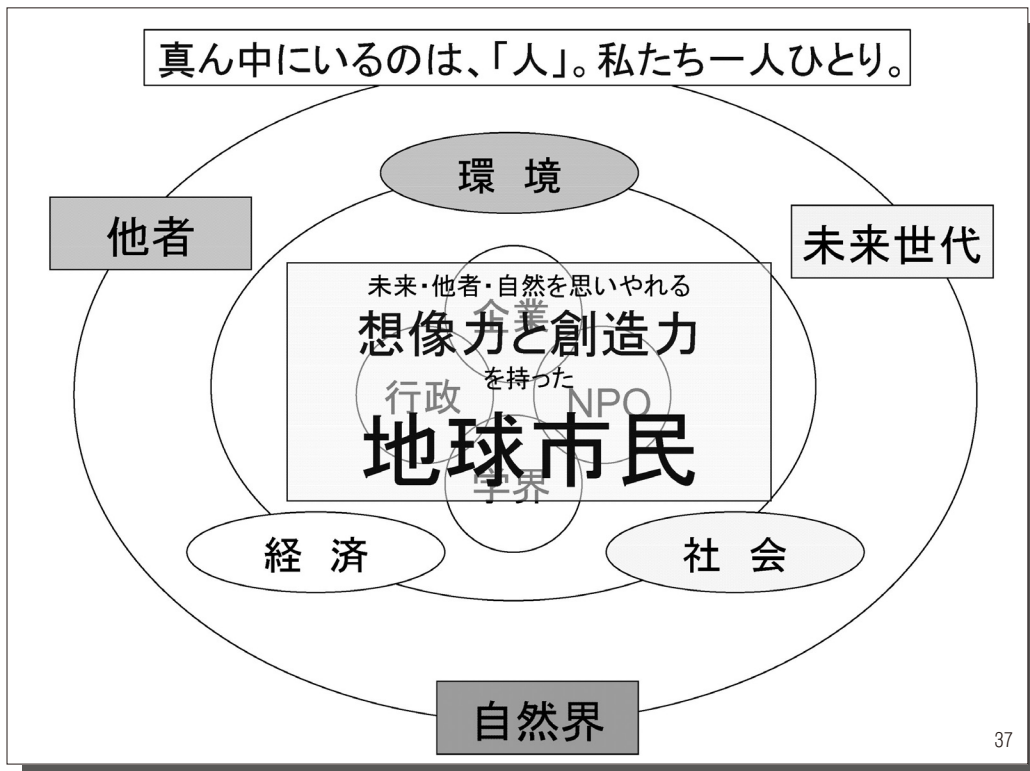 真ん中にいるのは、「人」。私たち一人ひとり。
環 境
他者
未来世代
未来・他者・自然を思いやれる
企業
想像力と創造力
を持った
行政
NPO
地球市民
学界
経 済
社 会
自然界
37